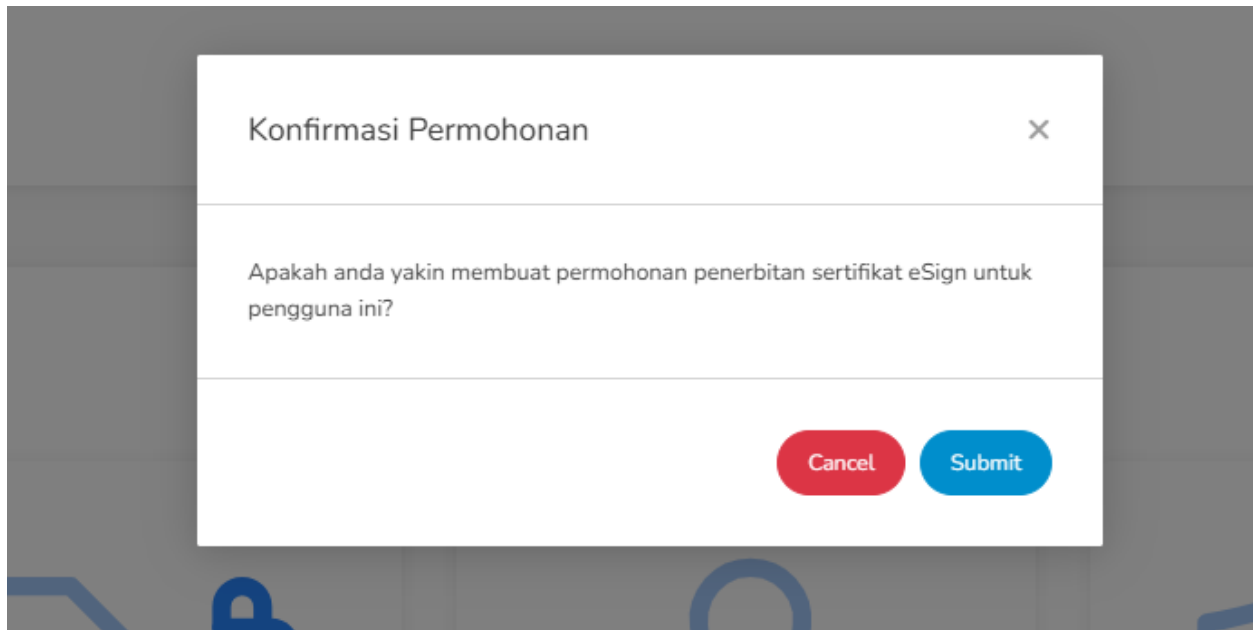 Konfirmasi Permohonan
Apakah anda yakin membuat permohonan penerbitan sertifikat eSign untuk
pengguna ini?
Cancel
Submit